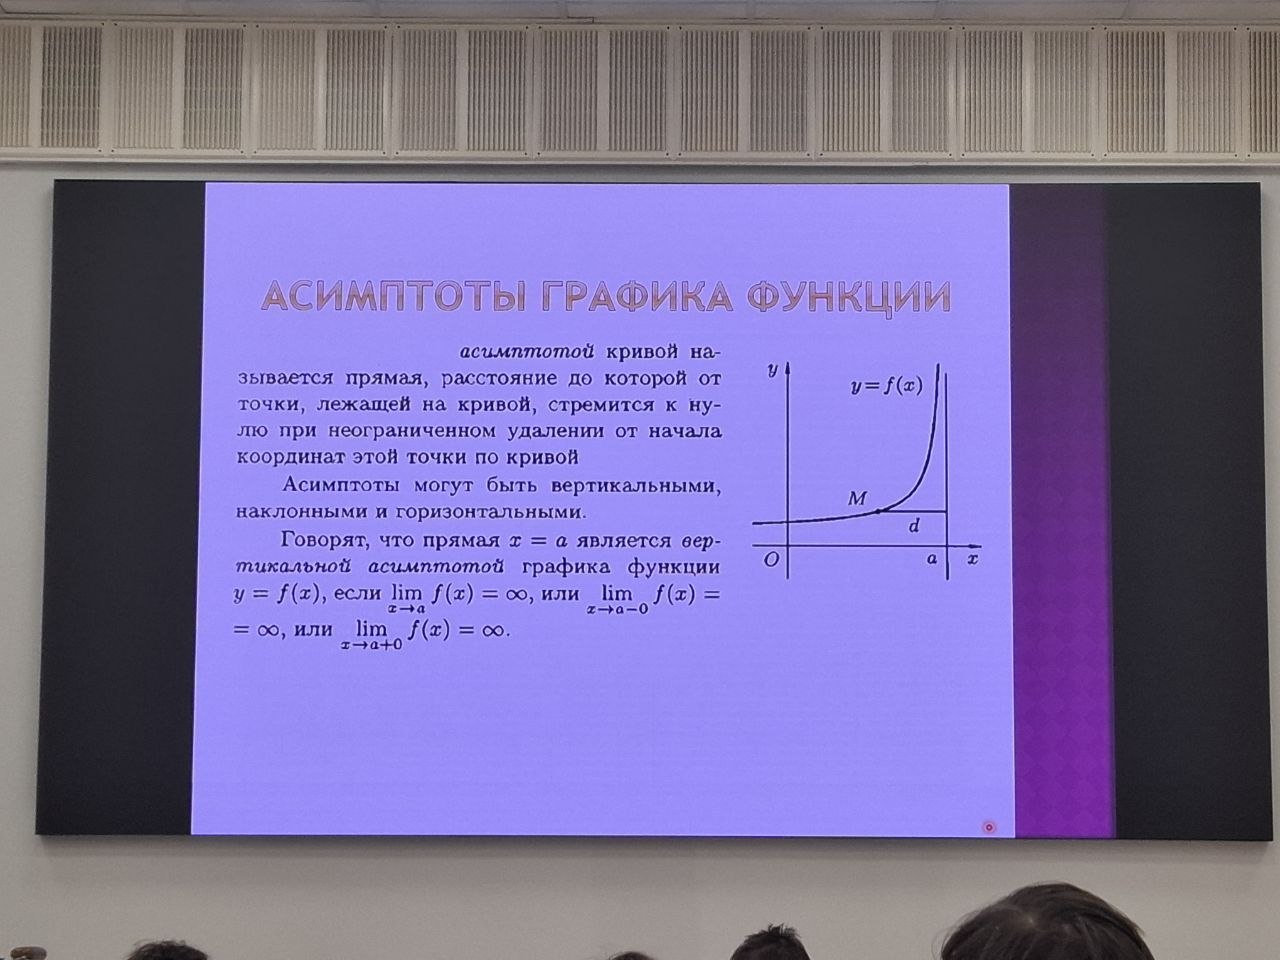 АСИМПТОТЫ ГРАФИКА ФУНКЦИИ
асимптотой кривой на-
зывается прямая, расстояние до которой от
точки, лежащей на кривой, стремится к ну-
лю при неограниченном удалении от начала
координат этой точки по кривой
Асимптоты могут быть вертикальными,
наклонными и горизонтальными.
Говорят, что прямая x = a является вер-
тикальной асимптотой графика функции
y = f(x), если lim f(x) = ∞, или lim f(x) =
x→a x→a−0
= ∞, или lim f(x) = ∞.
x→a+0
y
y=f(x)
M
d
O
a
x